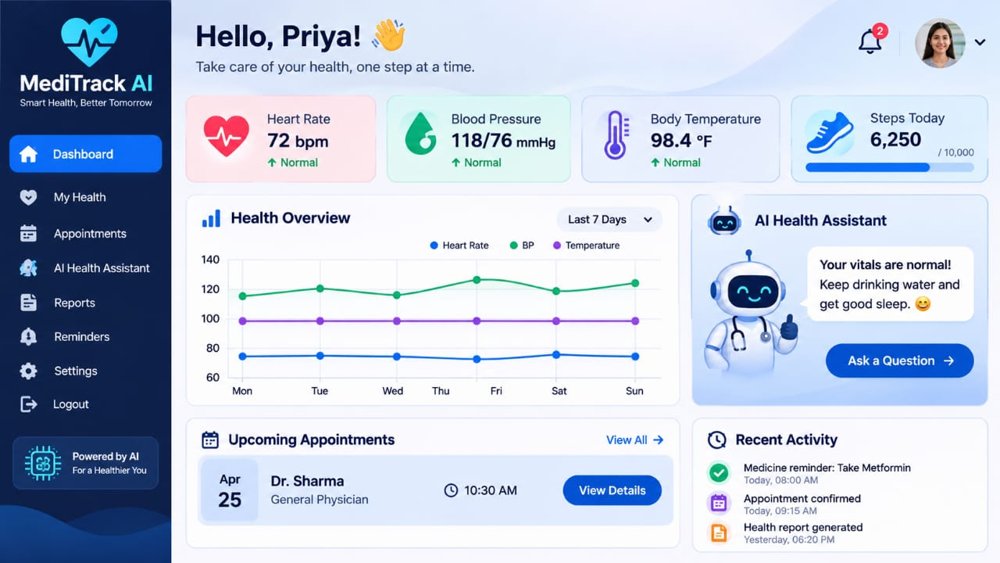 MediTrack AI
Smart Health, Better Tomorrow
Dashboard
My Health
Appointments
AI Health Assistant
Reports
Reminders
Settings
Logout
Powered by AI
For a Healthier You
Hello, Priya! 👋
Take care of your health, one step at a time.
2
Heart Rate
72 bpm
↑ Normal
Blood Pressure
118/76 mmHg
↑ Normal
Body Temperature
98.4 °F
↑ Normal
Steps Today
6,250
/ 10,000
Health Overview
Last 7 Days
Heart Rate
BP
Temperature
140
120
100
80
60
Mon
Tue
Wed
Thu
Fri
Sat
Sun
AI Health Assistant
Your vitals are normal!
Keep drinking water and
get good sleep. 😊
Ask a Question →
Upcoming Appointments
View All →
Apr
25
Dr. Sharma
General Physician
10:30 AM
View Details
Recent Activity
Medicine reminder: Take Metformin
Today, 08:00 AM
Appointment confirmed
Today, 09:15 AM
Health report generated
Yesterday, 06:20 PM